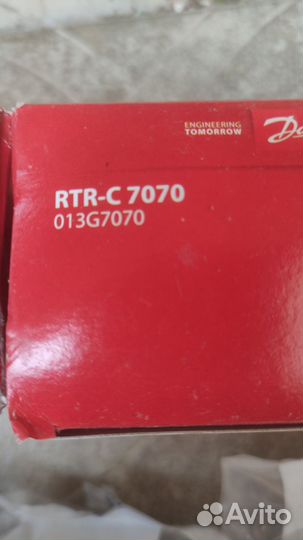 ENGINEERING
TOMORROW
RTR-C 7070
013G7070
Avito